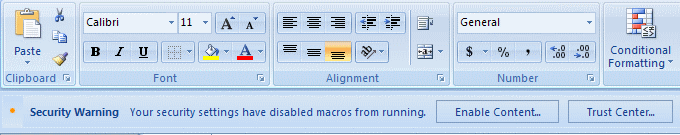 Calibri 11 A A General
Paste B I U A $ % , .0 .00 .00 .0 Conditional
Formatting
Clipboard Font Alignment Number
Security Warning Your security settings have disabled macros from running. Enable Content... Trust Center...